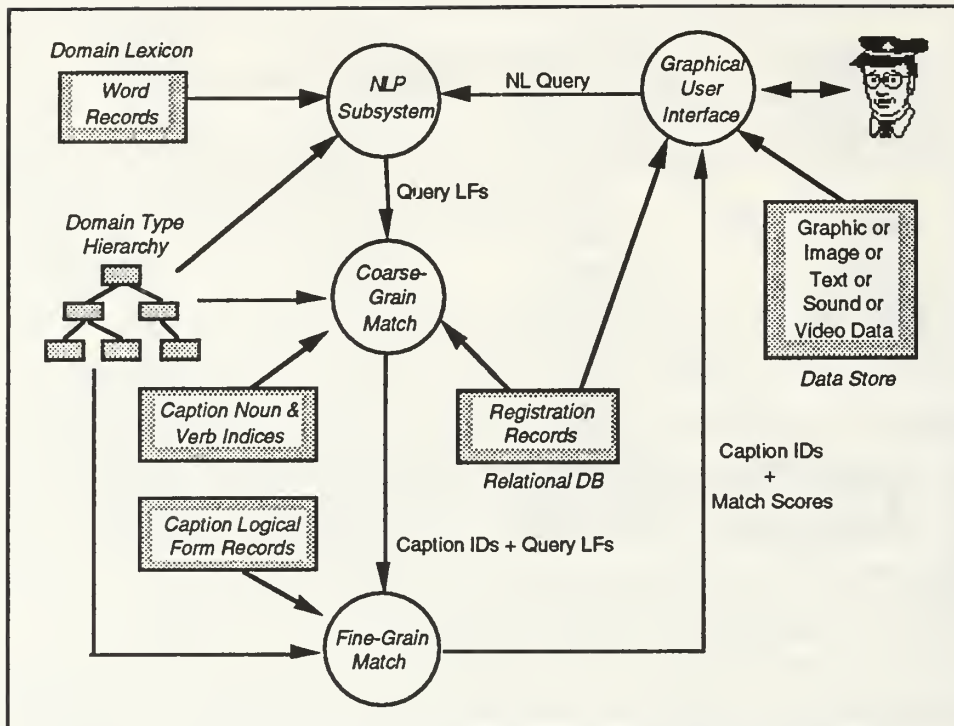 Domain Lexicon
Word
Records
NLP
Subsystem
NL Query
Graphical
User
Interface
Query LFs
Domain Type
Hierarchy
Coarse-
Grain
Match
Graphic or
Image or
Text or
Sound or
Video Data
Data Store
Caption Noun &
Verb Indices
Registration
Records
Relational DB
Caption IDs
+
Match Scores
Caption Logical
Form Records
Caption IDs + Query LFs
Fine-Grain
Match